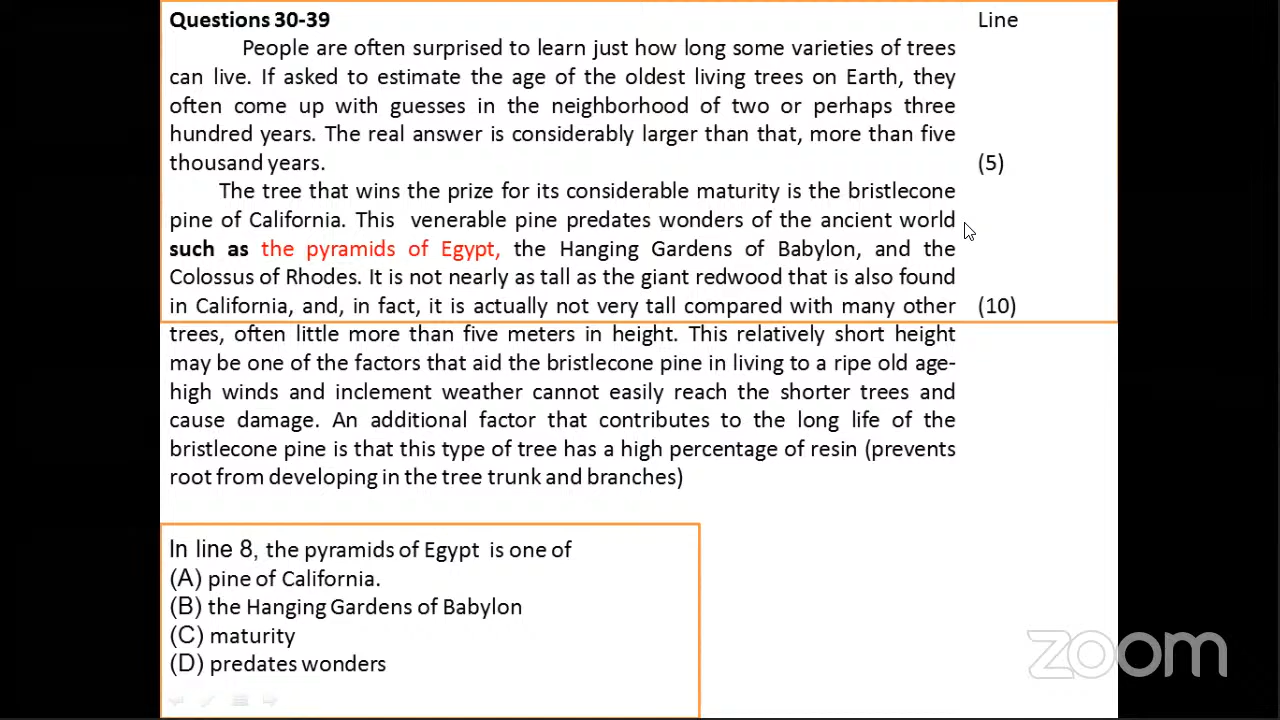 Questions 30-39
Line
People are often surprised to learn just how long some varieties of trees
can live. If asked to estimate the age of the oldest living trees on Earth, they
often come up with guesses in the neighborhood of two or perhaps three
hundred years. The real answer is considerably larger than that, more than five
thousand years.
(5)
The tree that wins the prize for its considerable maturity is the bristlecone
pine of California. This venerable pine predates wonders of the ancient world
such as the pyramids of Egypt, the Hanging Gardens of Babylon, and the
Colossus of Rhodes. It is not nearly as tall as the giant redwood that is also found
in California, and, in fact, it is actually not very tall compared with many other
(10)
trees, often little more than five meters in height. This relatively short height
may be one of the factors that aid the bristlecone pine in living to a ripe old age-
high winds and inclement weather cannot easily reach the shorter trees and
cause damage. An additional factor that contributes to the long life of the
bristlecone pine is that this type of tree has a high percentage of resin (prevents
root from developing in the tree trunk and branches)
In line 8, the pyramids of Egypt is one of
(A) pine of California.
(B) the Hanging Gardens of Babylon
(C) maturity
(D) predates wonders
zoom